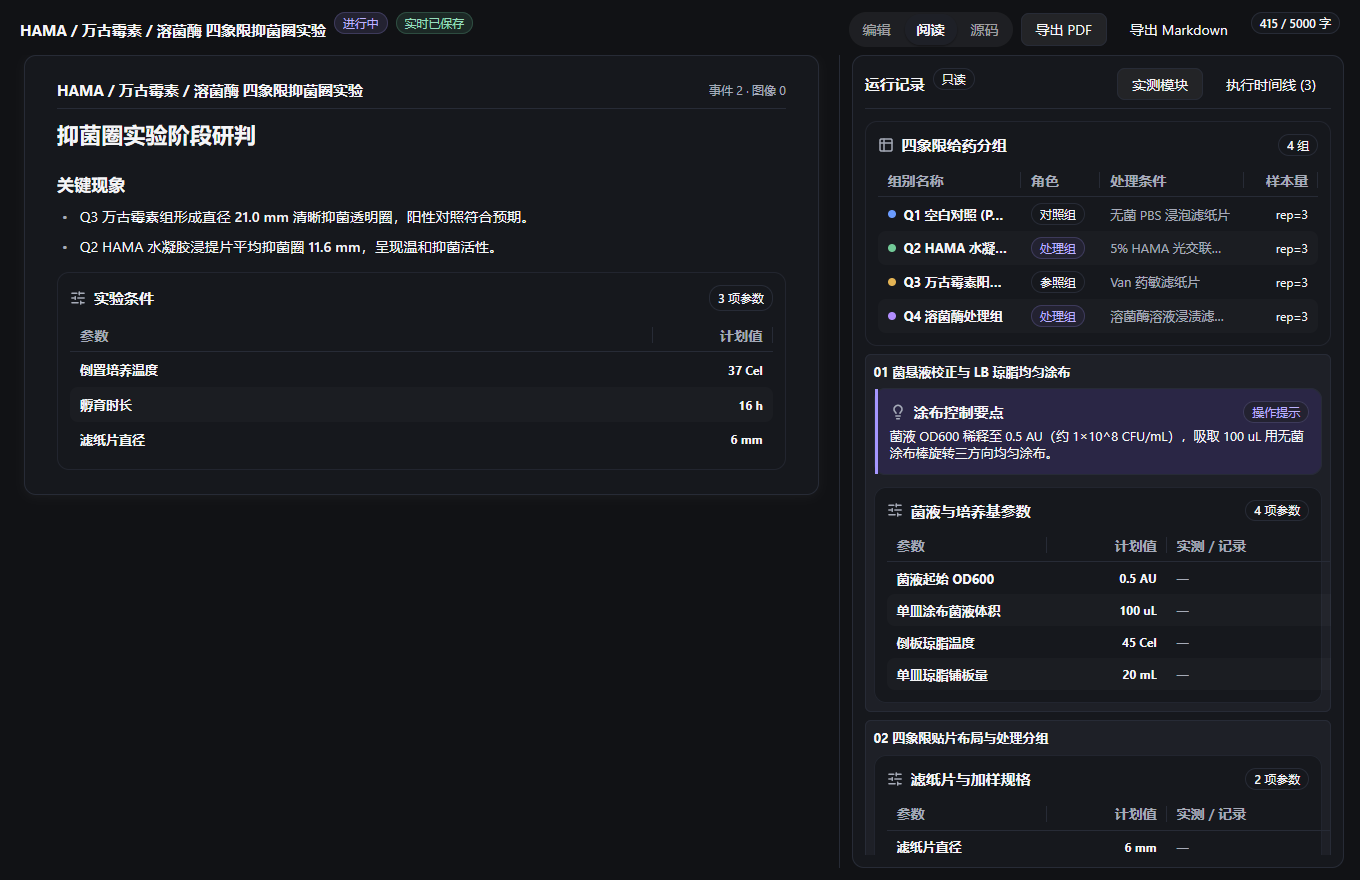 HAMA / 万古霉素 / 溶菌酶 四象限抑菌圈实验 进行中 实时已保存
编辑 阅读 源码 导出 PDF 导出 Markdown 415 / 5000 字
HAMA / 万古霉素 / 溶菌酶 四象限抑菌圈实验 事件 2 · 图像 0
抑菌圈实验阶段研判
关键现象
• Q3 万古霉素组形成直径 21.0 mm 清晰抑菌透明圈，阳性对照符合预期。
• Q2 HAMA 水凝胶浸提片平均抑菌圈 11.6 mm，呈现温和抑菌活性。
实验条件 3 项参数
参数 计划值
倒置培养温度 37 Cel
孵育时长 16 h
滤纸片直径 6 mm
运行记录 只读 实测模块 执行时间线 (3)
四象限给药分组 4 组
组别名称 角色 处理条件 样本量
Q1 空白对照 (P... 对照组 无菌 PBS 浸泡滤纸片 rep=3
Q2 HAMA 水凝... 处理组 5% HAMA 光交联... rep=3
Q3 万古霉素阳... 参照组 Van 药敏滤纸片 rep=3
Q4 溶菌酶处理组 处理组 溶菌酶溶液浸渍滤... rep=3
01 菌悬液校正与 LB 琼脂均匀涂布
涂布控制要点 操作提示
菌液 OD600 稀释至 0.5 AU（约 1×10^8 CFU/mL），吸取 100 uL 用无菌
涂布棒旋转三方向均匀涂布。
菌液与培养基参数 4 项参数
参数 计划值 实测 / 记录
菌液起始 OD600 0.5 AU —
单皿涂布菌液体积 100 uL —
倒板琼脂温度 45 Cel —
单皿琼脂铺板量 20 mL —
02 四象限贴片布局与处理分组
滤纸片与加样规格 2 项参数
参数 计划值 实测 / 记录
滤纸片直径 6 mm —